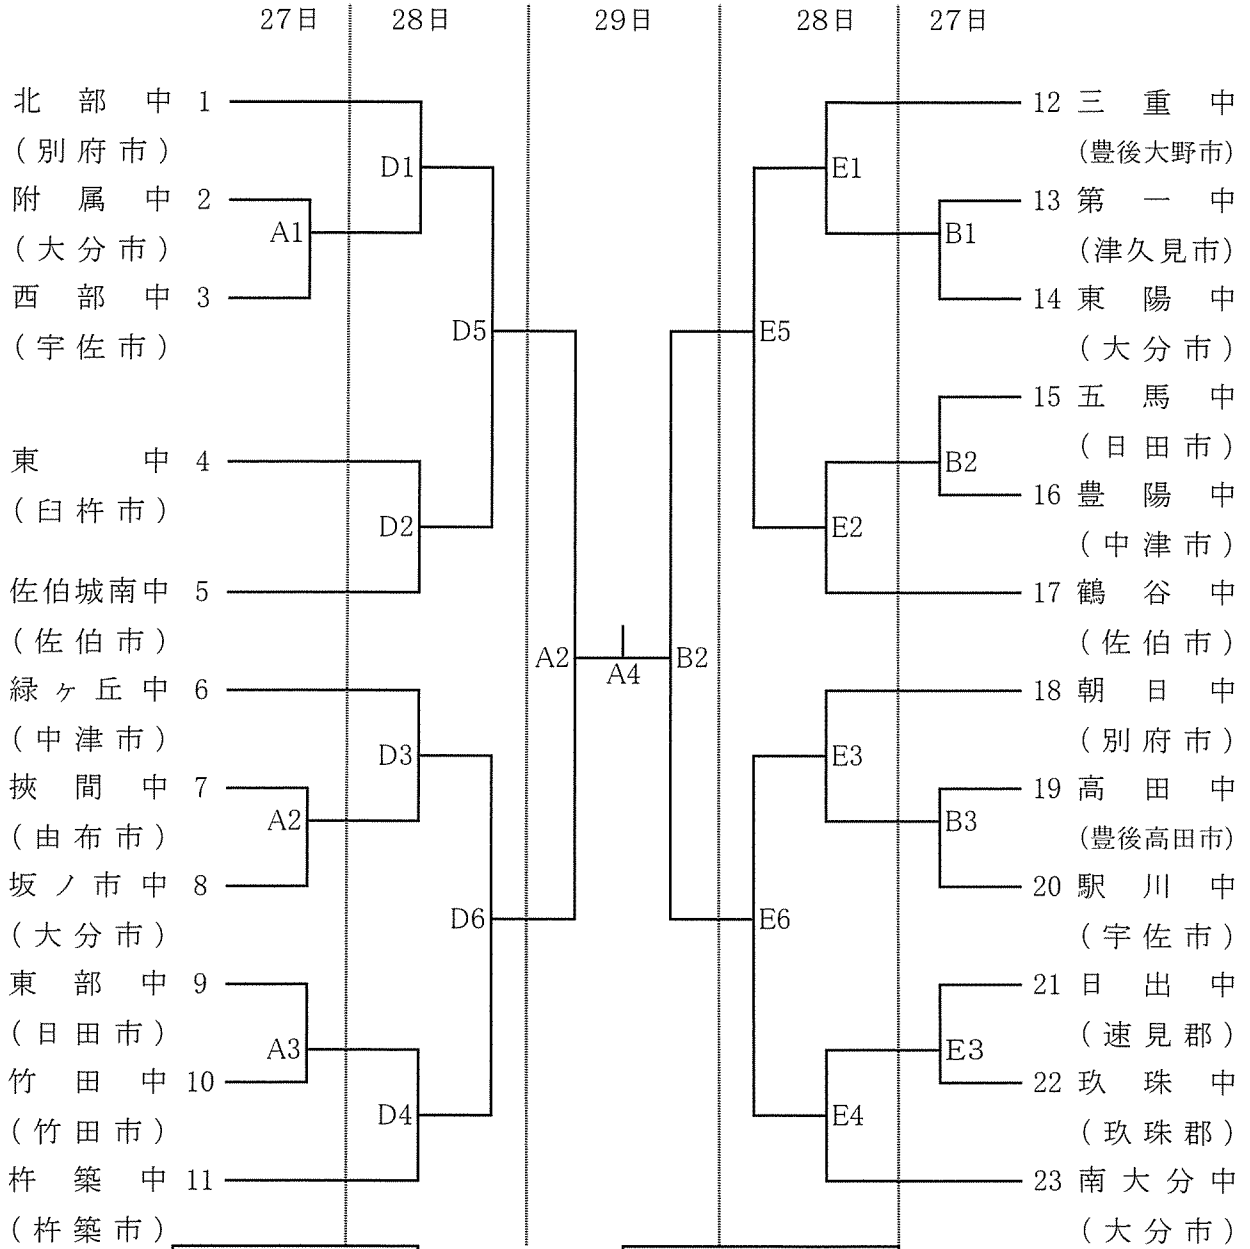 27日 28日 29日 28日 27日
北部中 1
(別府市)
附属中 2
(大分市)
西部中 3
(宇佐市)
東中 4
(臼杵市)
佐伯城南中 5
(佐伯市)
緑ヶ丘中 6
(中津市)
挾間中 7
(由布市)
坂ノ市中 8
(大分市)
東部中 9
(日田市)
竹田中 10
(竹田市)
杵築中 11
(杵築市)
A1
A2
A3
D1
D2
D3
D4
D5
D6
A2
A4
B2
E5
E6
E1
E2
E3
E4
B1
B2
B3
E3
12 三重中
(豊後大野市)
13 第一中
(津久見市)
14 東陽中
(大分市)
15 五馬中
(日田市)
16 豊陽中
(中津市)
17 鶴谷中
(佐伯市)
18 朝日中
(別府市)
19 高田中
(豊後高田市)
20 駅川中
(宇佐市)
21 日出中
(速見郡)
22 玖珠中
(玖珠郡)
23 南大分中
(大分市)